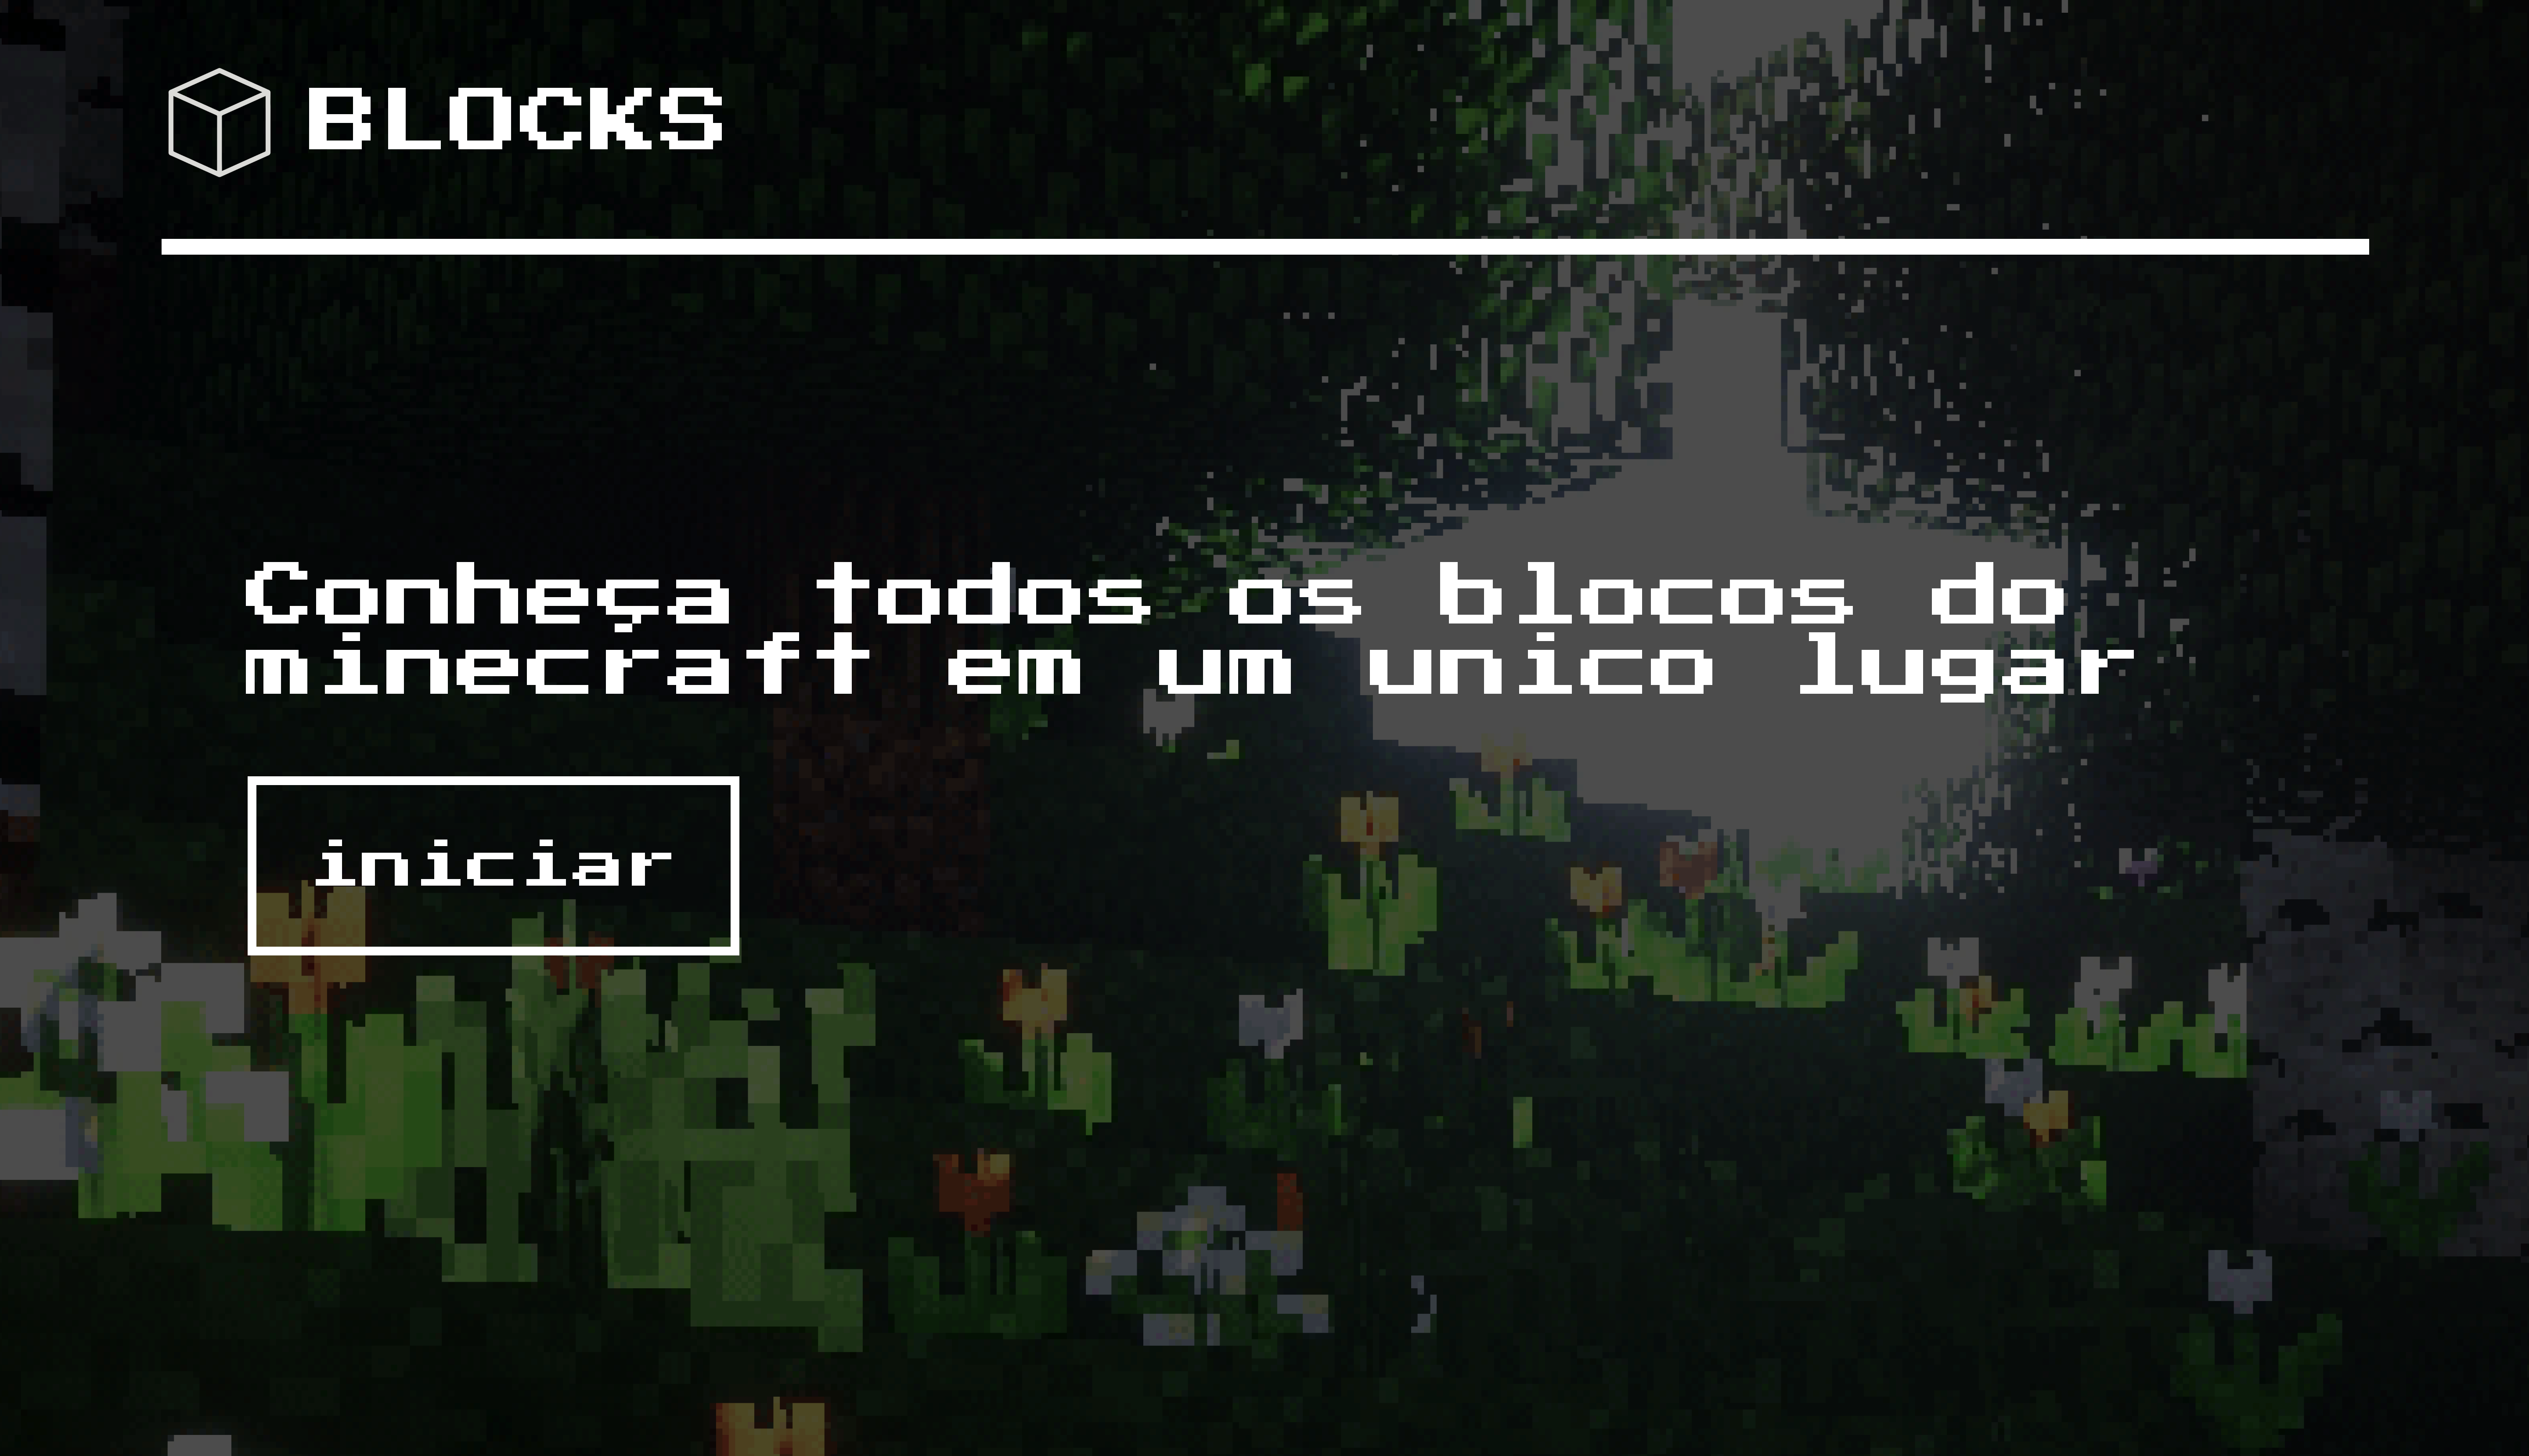 BLOCKS
Conheça todos os blocos do
minecraft em um unico lugar
iniciar